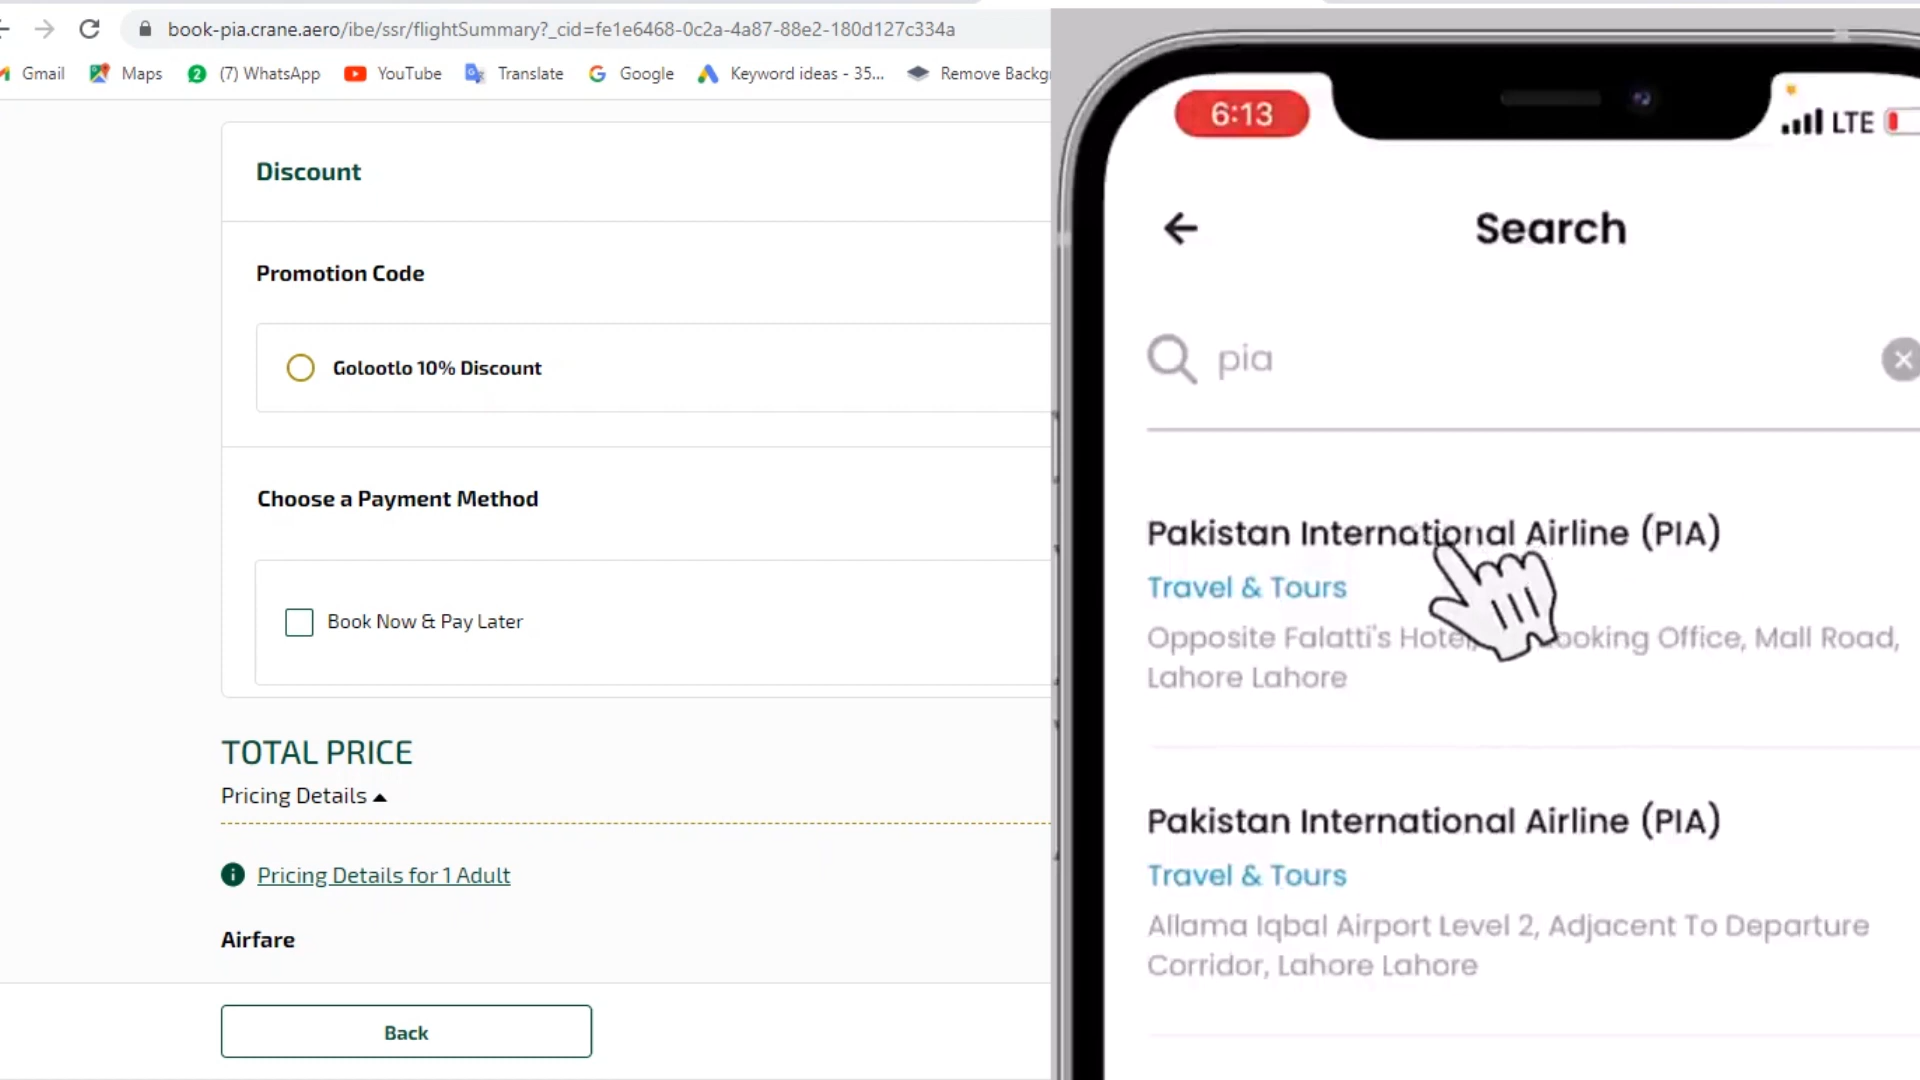 book-pia.crane.aero/ibe/ssr/flightSummary?_cid=fe1e6468-0c2a-4a87-88e2-180d127c334a
Gmail Maps 2 (7) WhatsApp YouTube Translate Google Keyword ideas - 35... Remove Backg
Discount
Promotion Code
Golootlo 10% Discount
Choose a Payment Method
Book Now & Pay Later
TOTAL PRICE
Pricing Details
Pricing Details for 1 Adult
Airfare
Back
6:13
LTE
Search
pia
Pakistan International Airline (PIA)
Travel & Tours
Opposite Falatti's Hotel, ooking Office, Mall Road,
Lahore Lahore
Pakistan International Airline (PIA)
Travel & Tours
Allama Iqbal Airport Level 2, Adjacent To Departure
Corridor, Lahore Lahore